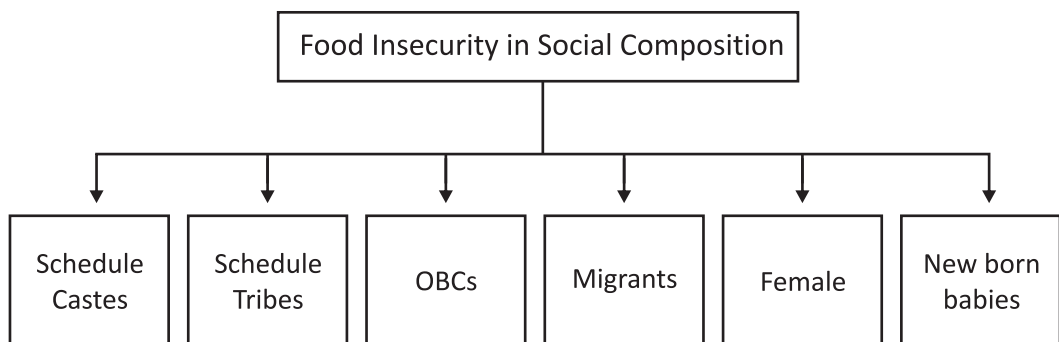 Food Insecurity in Social Composition
Schedule
Castes
Schedule
Tribes
OBCs
Migrants
Female
New born
babies